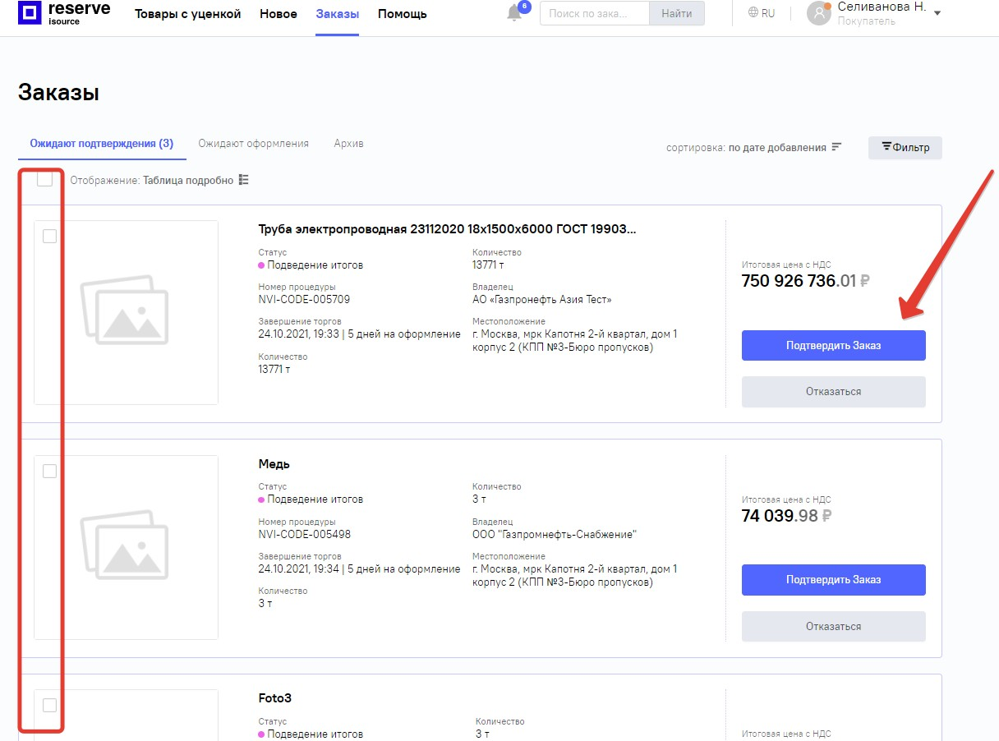 reserve
isource
Товары с уценкой
Новое
Заказы
Помощь
6
Поиск по зака...
Найти
RU
Селиванова Н.
Покупатель
Заказы
Ожидают подтверждения (3)
Ожидают оформления
Архив
сортировка: по дате добавления
Фильтр
Отображение: Таблица подробно
Труба электропроводная 23112020 18х1500х6000 ГОСТ 19903...
Статус
Подведение итогов
Количество
13771 т
Номер процедуры
NVI-CODE-005709
Владелец
АО «Газпронефть Азия Тест»
Завершение торгов
24.10.2021, 19:33 | 5 дней на оформление
Местоположение
г. Москва, мрк Капотня 2-й квартал, дом 1
корпус 2 (КПП №3-Бюро пропусков)
Количество
13771 т
Итоговая цена с НДС
750 926 736.01 ₽
Подтвердить Заказ
Отказаться
Медь
Статус
Подведение итогов
Количество
3 т
Номер процедуры
NVI-CODE-005498
Владелец
ООО "Газпромнефть-Снабжение"
Завершение торгов
24.10.2021, 19:34 | 5 дней на оформление
Местоположение
г. Москва, мрк Капотня 2-й квартал, дом 1
корпус 2 (КПП №3-Бюро пропусков)
Количество
3 т
Итоговая цена с НДС
74 039.98 ₽
Подтвердить Заказ
Отказаться
Foto3
Статус
Подведение итогов
Количество
3 т
Итоговая цена с НДС